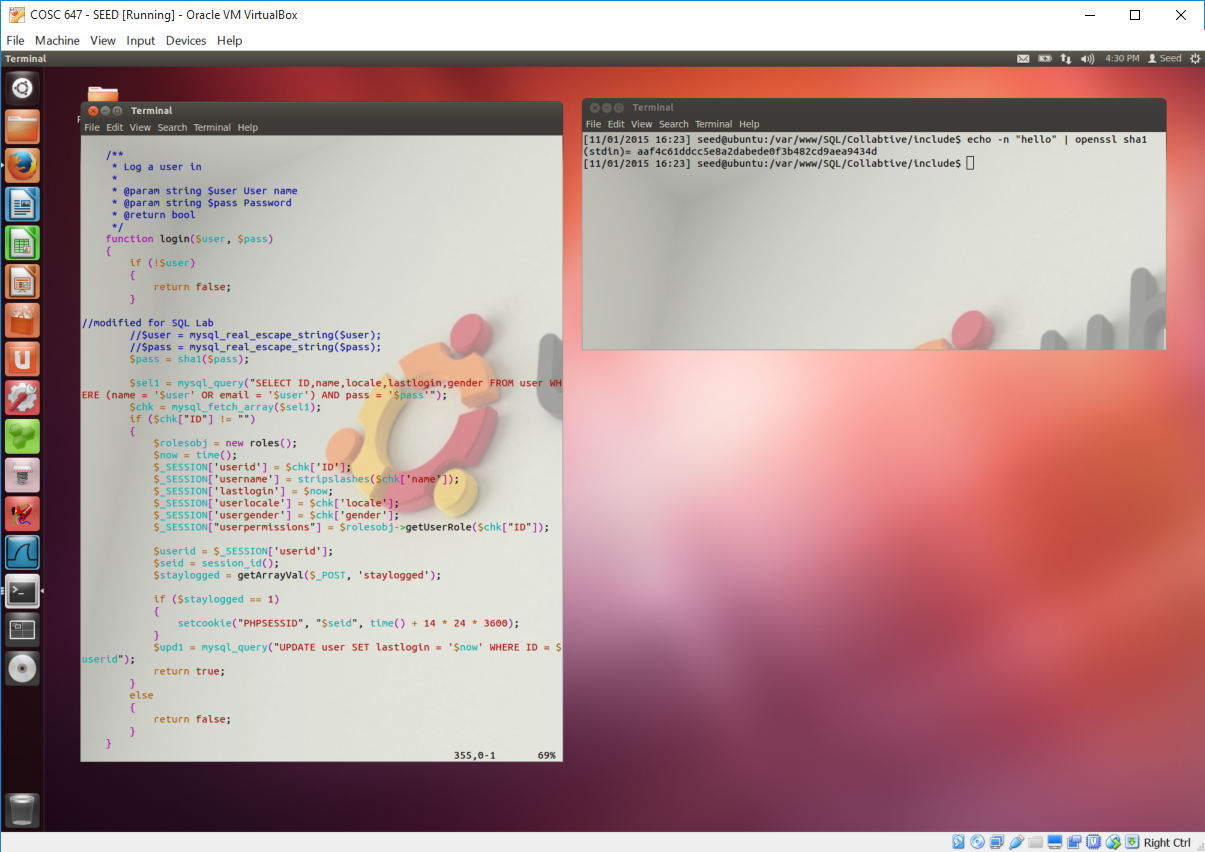 COSC 647 - SEED [Running] - Oracle VM VirtualBox
File Machine View Input Devices Help
Terminal 4:30 PM Seed
Terminal
File Edit View Search Terminal Help
/**
* Log a user in
*
* @param string $user User name
* @param string $pass Password
* @return bool
*/
function login($user, $pass)
{
if (!$user)
{
return false;
}
//modified for SQL Lab
//$user = mysql_real_escape_string($user);
//$pass = mysql_real_escape_string($pass);
$pass = sha1($pass);
$sel1 = mysql_query("SELECT ID,name,locale,lastlogin,gender FROM user WH
ERE (name = '$user' OR email = '$user') AND pass = '$pass'");
$chk = mysql_fetch_array($sel1);
if ($chk["ID"] != "")
{
$rolesobj = new roles();
$now = time();
$_SESSION['userid'] = $chk['ID'];
$_SESSION['username'] = stripslashes($chk['name']);
$_SESSION['lastlogin'] = $now;
$_SESSION['userlocale'] = $chk['locale'];
$_SESSION['usergender'] = $chk['gender'];
$_SESSION["userpermissions"] = $rolesobj->getUserRole($chk["ID"]);
$userid = $_SESSION['userid'];
$seid = session_id();
$staylogged = getArrayVal($_POST, 'staylogged');
if ($staylogged == 1)
{
setcookie("PHPSESSID", "$seid", time() + 14 * 24 * 3600);
}
$upd1 = mysql_query("UPDATE user SET lastlogin = '$now' WHERE ID = $
userid");
return true;
}
else
{
return false;
}
}
355,0-1 69%
Terminal
File Edit View Search Terminal Help
[11/01/2015 16:23] seed@ubuntu:/var/www/SQL/Collabtive/include$ echo -n "hello" | openssl sha1
(stdin)= aaf4c61ddcc5e8a2dabede0f3b482cd9aea9434d
[11/01/2015 16:23] seed@ubuntu:/var/www/SQL/Collabtive/include$
Right Ctrl